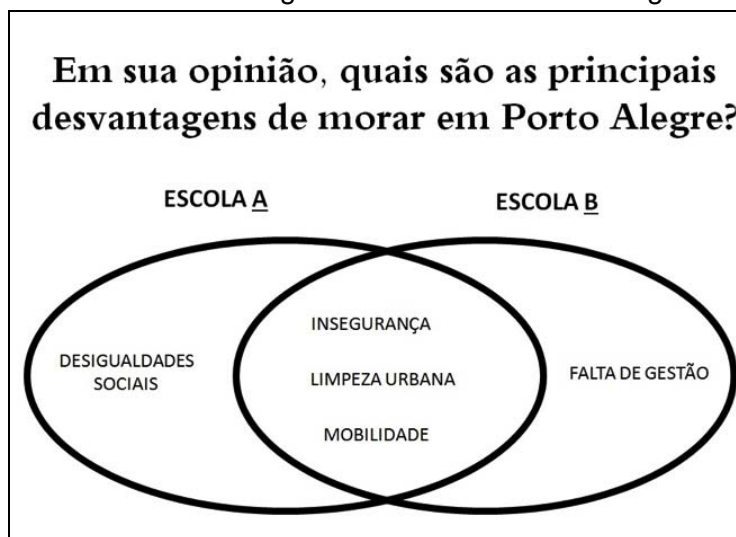 Em sua opinião, quais são as principais
desvantagens de morar em Porto Alegre?
ESCOLA A
ESCOLA B
DESIGUALDADES
SOCIAIS
INSEGURANÇA
LIMPEZA URBANA
MOBILIDADE
FALTA DE GESTÃO